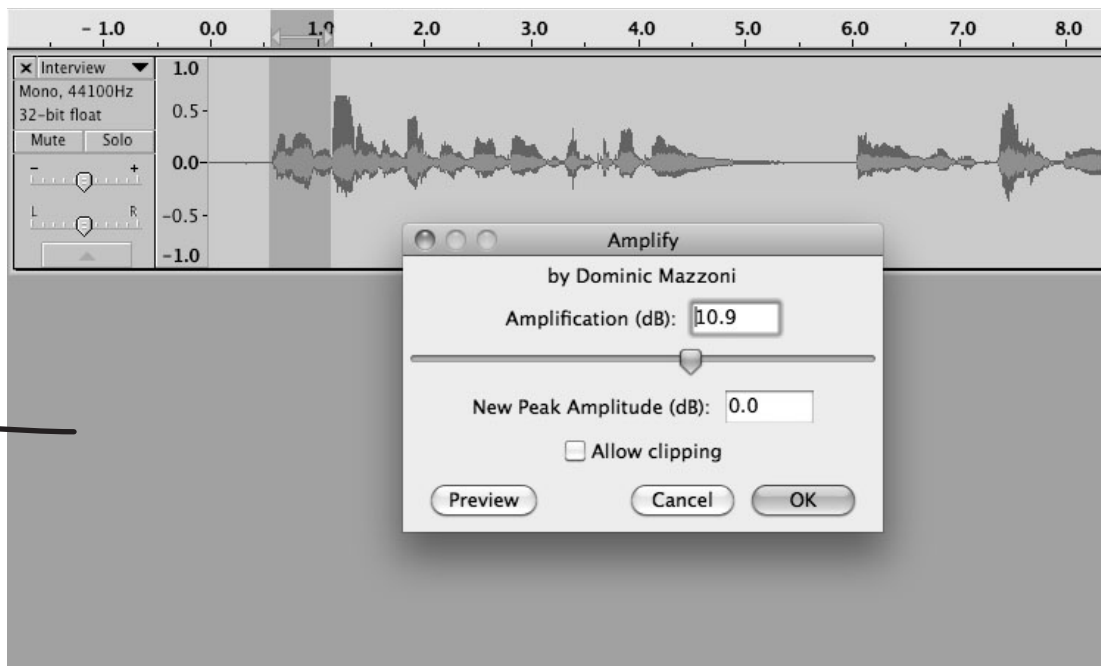 - 1.0 0.0 1.0 2.0 3.0 4.0 5.0 6.0 7.0 8.0
× Interview
Mono, 44100Hz
32-bit float
Mute Solo
- +
L R
1.0
0.5-
0.0-
-0.5-
-1.0
Amplify
by Dominic Mazzoni
Amplification (dB): 10.9
New Peak Amplitude (dB): 0.0
Allow clipping
Preview Cancel OK